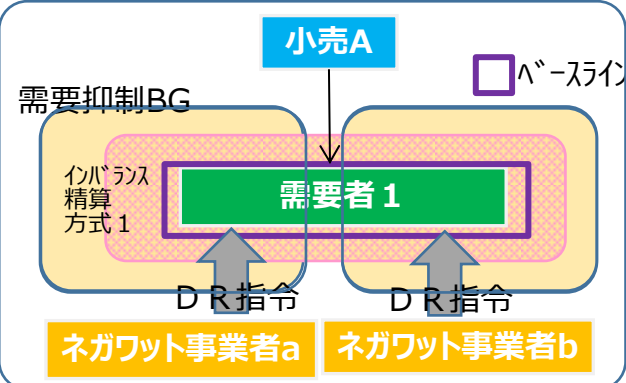 小売A
ﾍﾞｰｽﾗｲﾝ
需要抑制BG
ｲﾝﾊﾞﾗﾝｽ
精算
方式1
需要者1
DR指令
DR指令
ネガワット事業者a
ネガワット事業者b